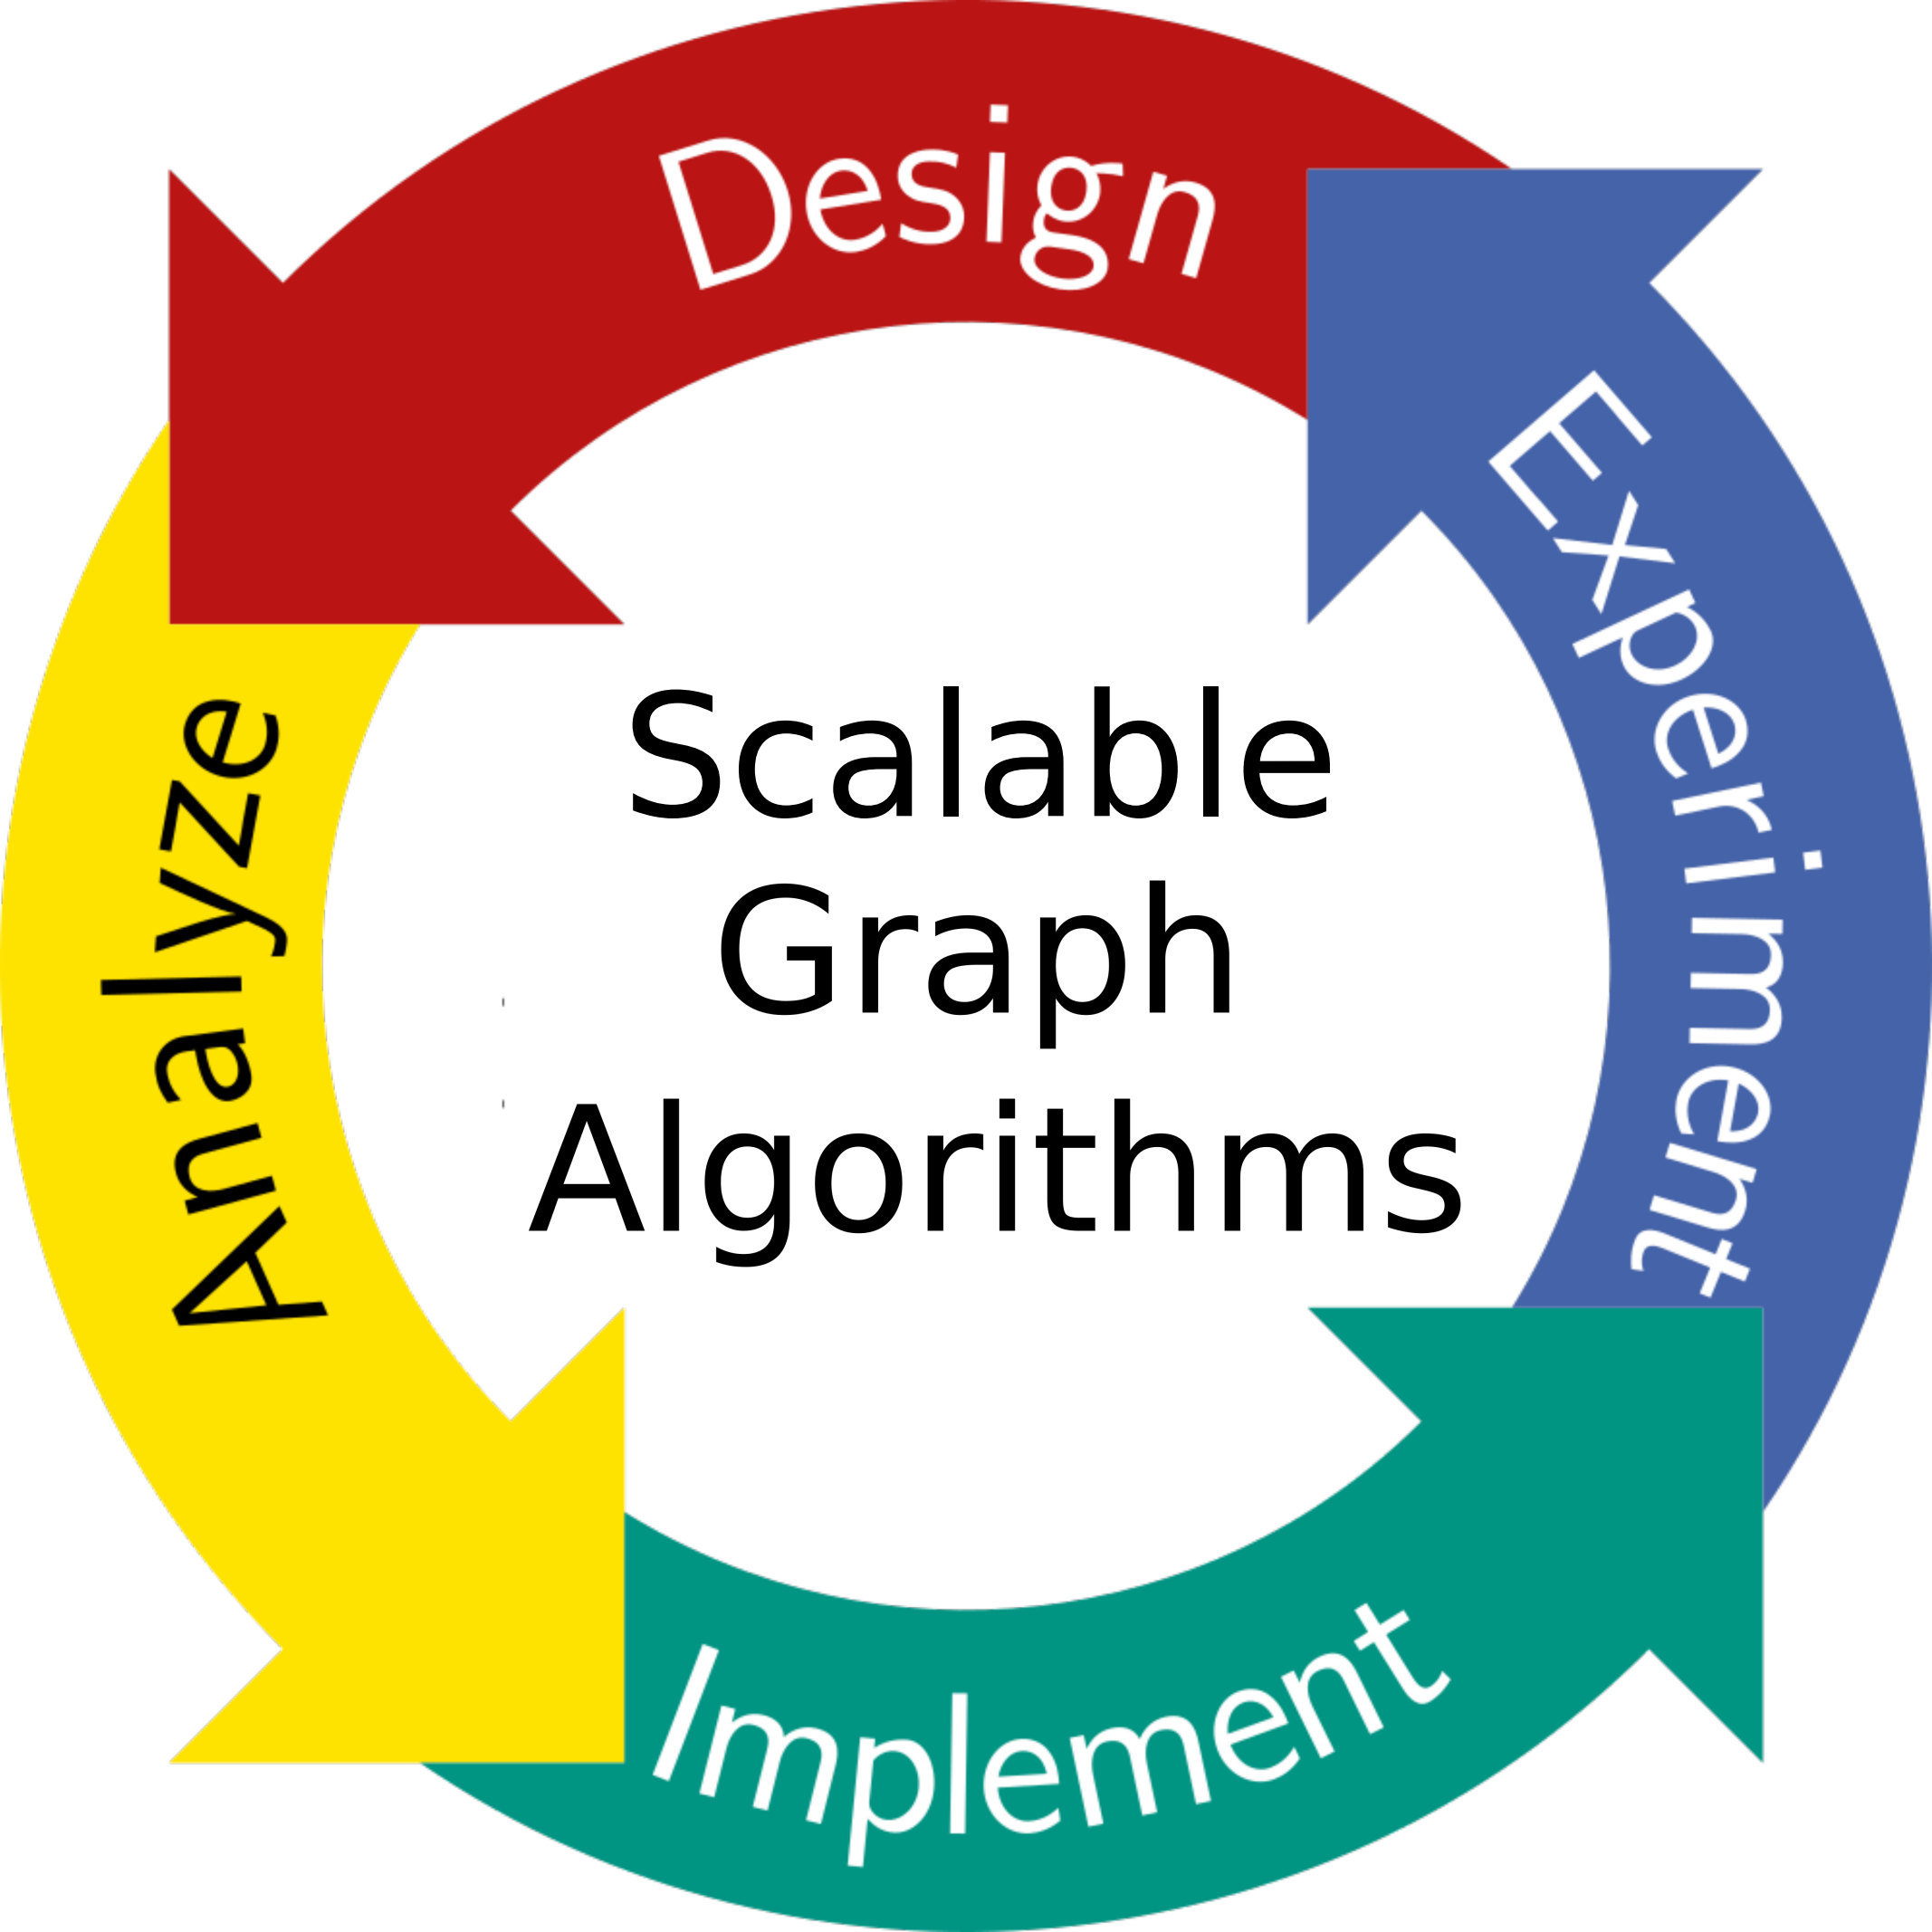 Design
Experiment
Scalable
Graph
Algorithms
Analyze
Implement